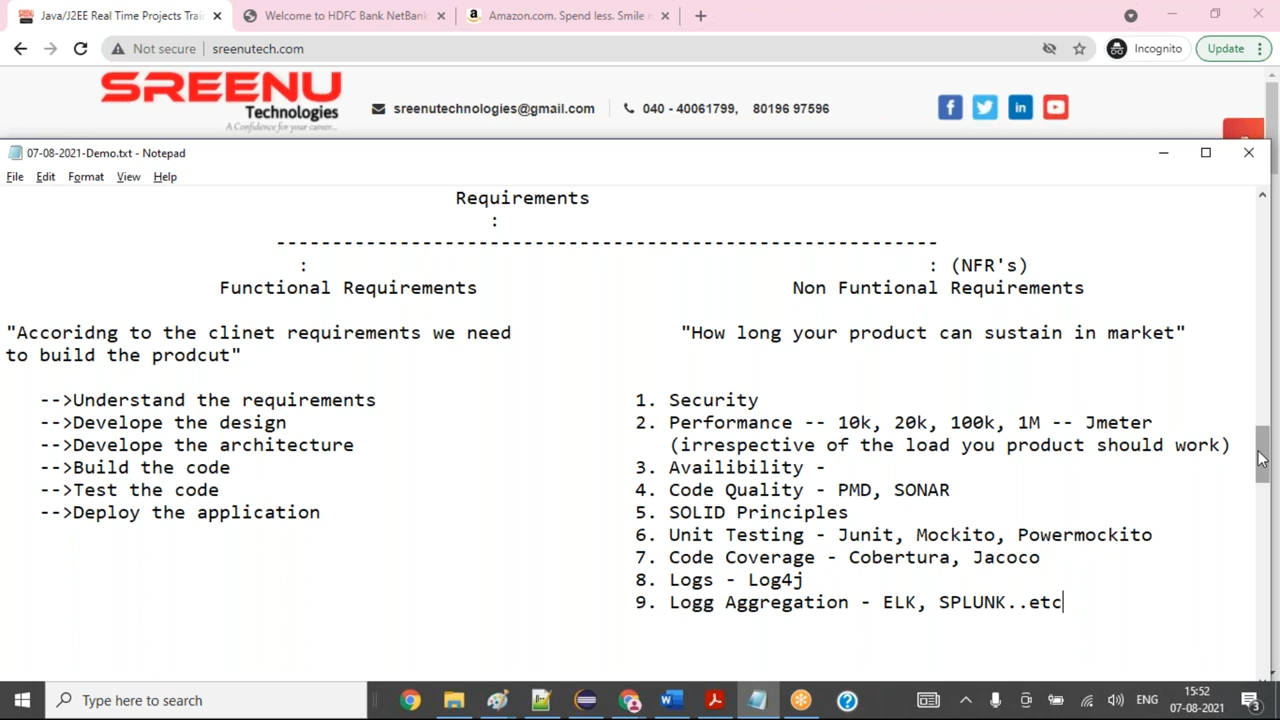 Java/J2EE Real Time Projects Trai
Welcome to HDFC Bank NetBank
Amazon.com. Spend less. Smile
Not secure
sreenutech.com
Incognito
Update
SREENU
Technologies
A Confidence for your career...
sreenutechnologies@gmail.com
040 - 40061799, 80196 97596
07-08-2021-Demo.txt - Notepad
File Edit Format View Help
Requirements
:
-----------------------------------------------------------
: : (NFR's)
Functional Requirements Non Funtional Requirements
"Accoridng to the clinet requirements we need "How long your product can sustain in market"
to build the prodcut"
-->Understand the requirements 1. Security
-->Develope the design 2. Performance -- 10k, 20k, 100k, 1M -- Jmeter
-->Develope the architecture (irrespective of the load you product should work)
-->Build the code 3. Availibility -
-->Test the code 4. Code Quality - PMD, SONAR
-->Deploy the application 5. SOLID Principles
6. Unit Testing - Junit, Mockito, Powermockito
7. Code Coverage - Cobertura, Jacoco
8. Logs - Log4j
9. Logg Aggregation - ELK, SPLUNK..etc
Type here to search
ENG
15:52
07-08-2021
3